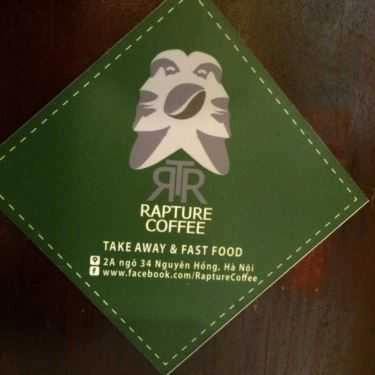 RTR
RAPTURE
COFFEE
TAKE AWAY & FAST FOOD
2A ngõ 34 Nguyên Hồng, Hà Nội
f www.facebook.com/RaptureCoffee